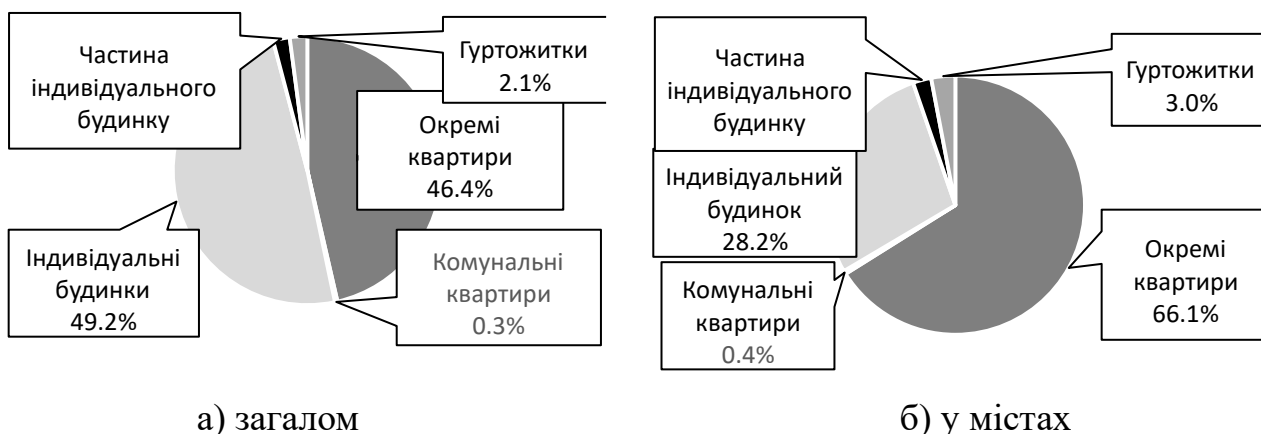 Частина
індивідуального
будинку
Гуртожитки
2.1%
Окремі
квартири
46.4%
Індивідуальні
будинки
49.2%
Комунальні
квартири
0.3%
а) загалом
Частина
індивідуального
будинку
Гуртожитки
3.0%
Індивідуальний
будинок
28.2%
Комунальні
квартири
0.4%
Окремі
квартири
66.1%
б) у містах